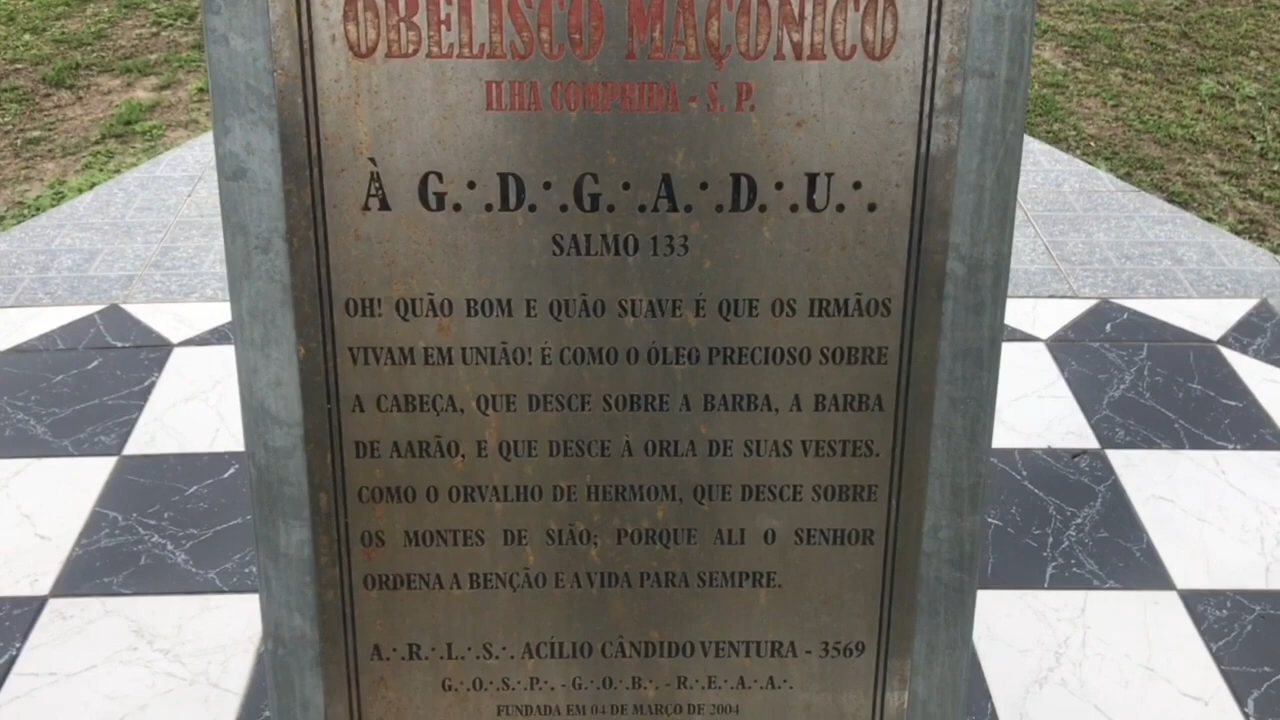 OBELISCO MAÇÔNICO
ILHA COMPRIDA - S. P.
À G.·.D.·.G.·.A.·.D.·.U.·.
SALMO 133
OH! QUÃO BOM E QUÃO SUAVE É QUE OS IRMÃOS
VIVAM EM UNIÃO! É COMO O ÓLEO PRECIOSO SOBRE
A CABEÇA, QUE DESCE SOBRE A BARBA, A BARBA
DE AARÃO, E QUE DESCE À ORLA DE SUAS VESTES.
COMO O ORVALHO DE HERMOM, QUE DESCE SOBRE
OS MONTES DE SIÃO; PORQUE ALI O SENHOR
ORDENA A BENÇÃO E A VIDA PARA SEMPRE.
A.·.R.·.L.·.S.·. ACÍLIO CÂNDIDO VENTURA - 3569
G.·.O.·.S.·.P.·. - G.·.O.·.B.·. - R.·.E.·.A.·.A.·.
FUNDADA EM 04 DE MARÇO DE 2004